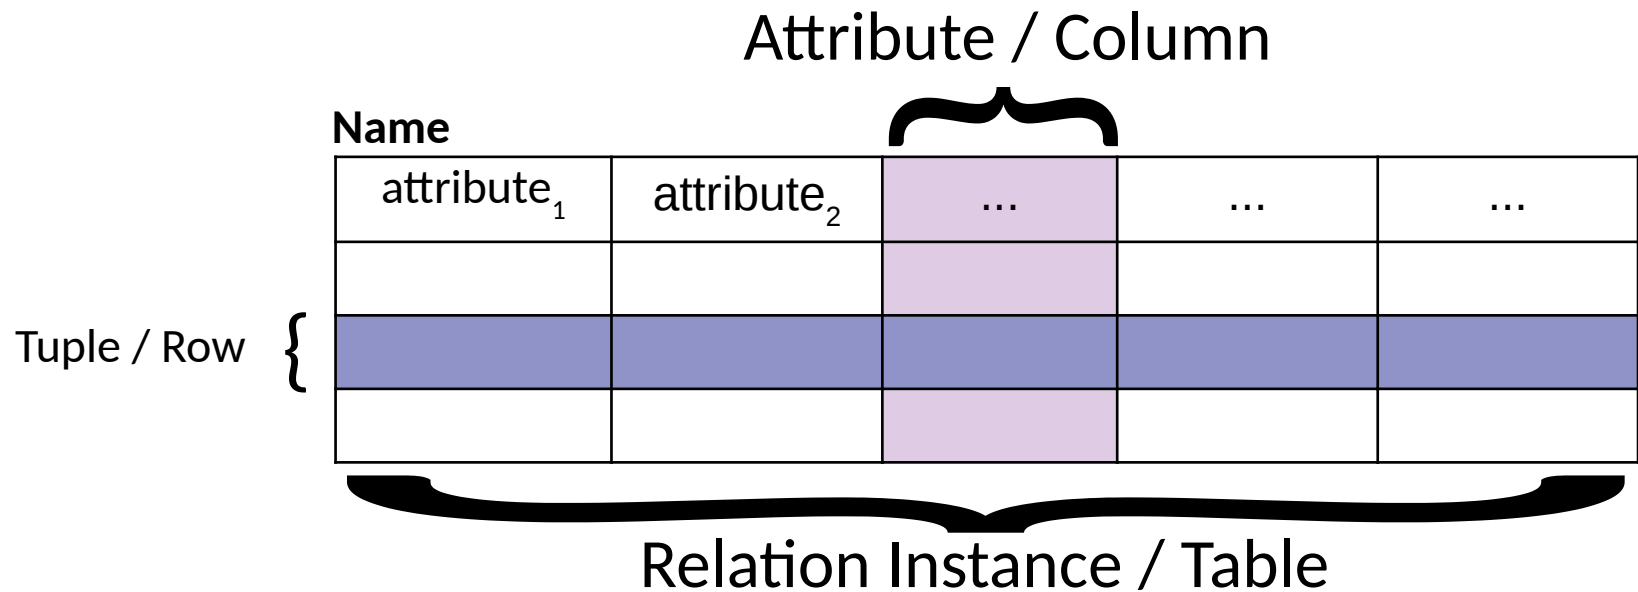 Attribute / Column
Name
attribute₁ attribute₂ ... ... ...
Tuple / Row {
Relation Instance / Table